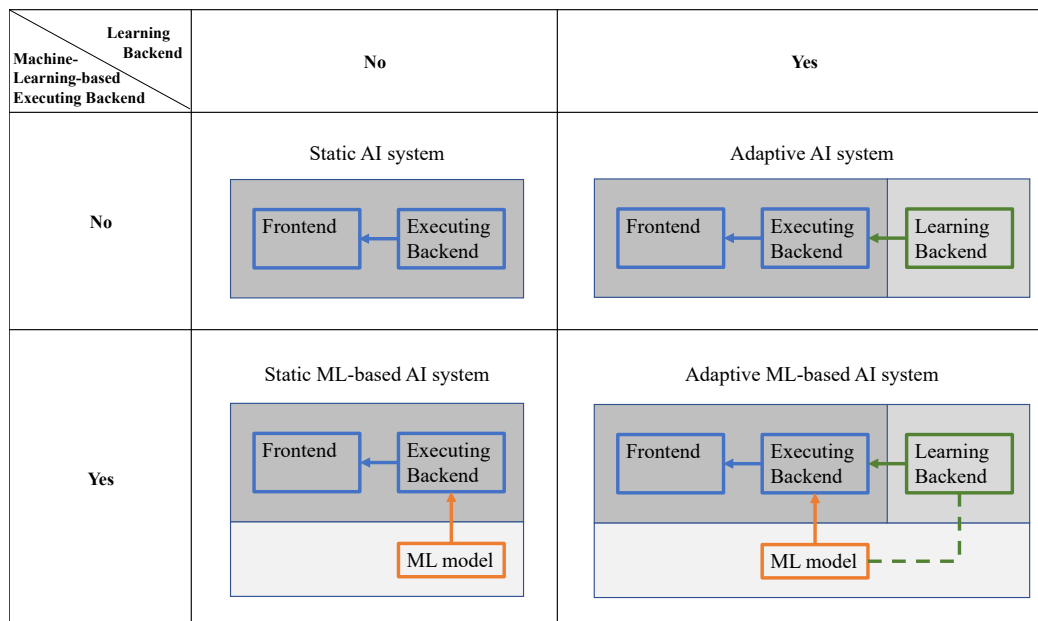 Learning
Backend
Machine-
Learning-based
Executing Backend
No
Yes
No
Static AI system
Frontend
Executing
Backend
Adaptive AI system
Frontend
Executing
Backend
Learning
Backend
Yes
Static ML-based AI system
Frontend
Executing
Backend
ML model
Adaptive ML-based AI system
Frontend
Executing
Backend
Learning
Backend
ML model